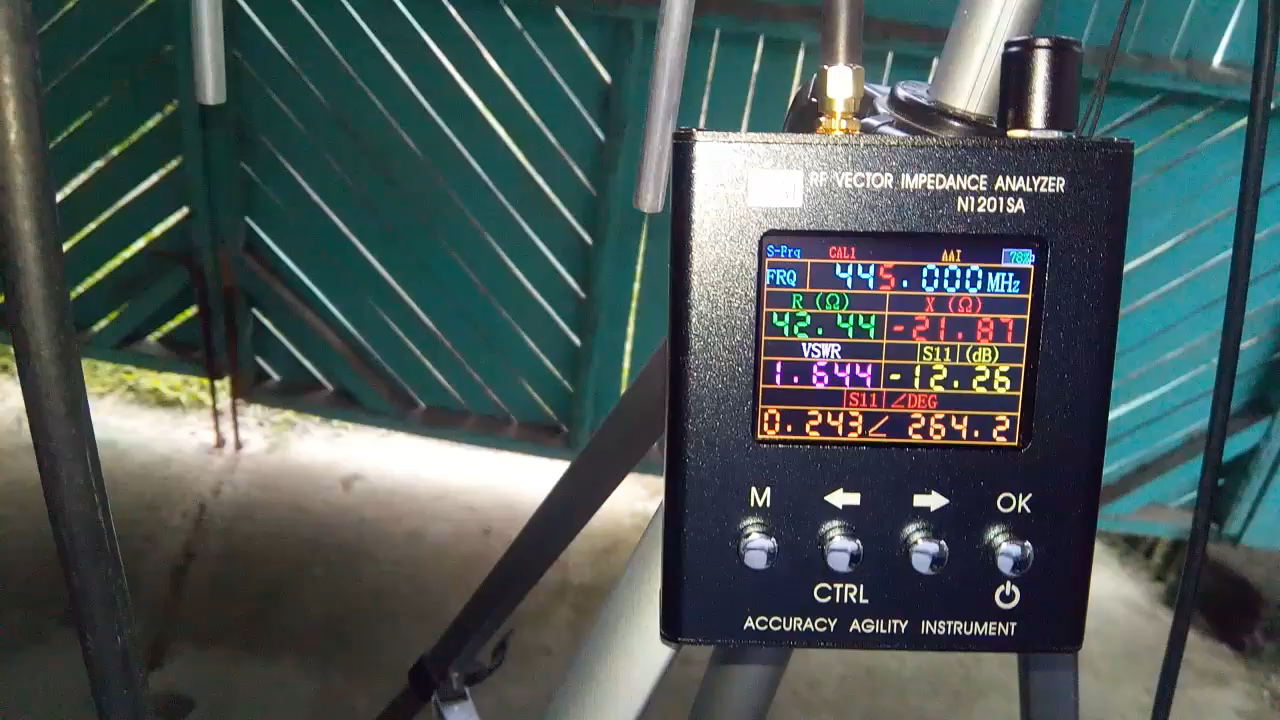 RF VECTOR IMPEDANCE ANALYZER
N1201SA
S-Frq CAL1 AAI 78%
FRQ 445.000 MHz
R (Ω) X (Ω)
42.44 -21.87
VSWR S11 (dB)
1.644 -12.26
S11 ∠DEG
0.243∠ 264.2
M ← → OK
CTRL
ACCURACY AGILITY INSTRUMENT